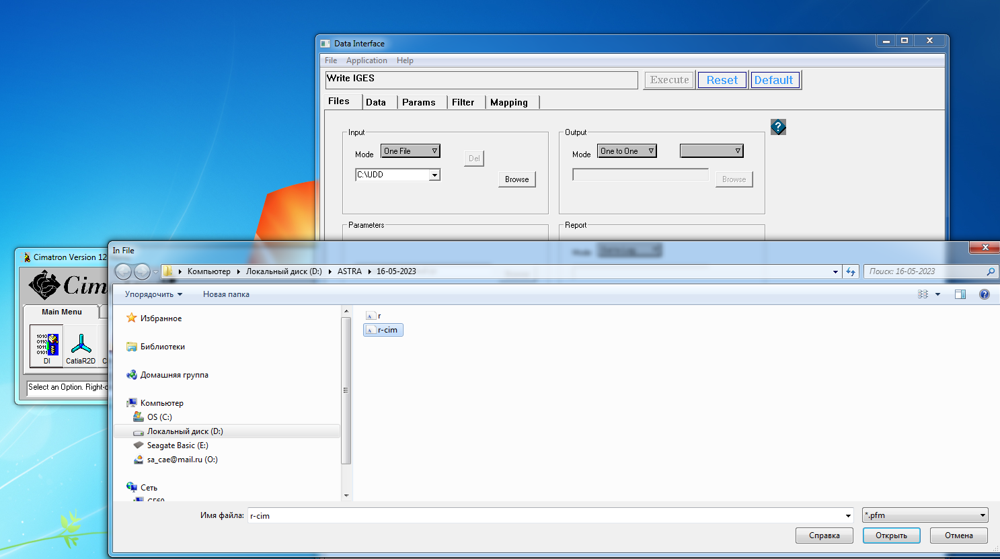 Data Interface
File Application Help
Write IGES
Execute Reset Default
Files Data Params Filter Mapping
Input
Mode One File Del
C:\UDD
Browse
Output
Mode One to One
Browse
Parameters
Report
Cimatron Version 12
Cim
Main Menu
1010
0110
1011
0101
DI CatiaR2D C
Select an Option. Right-c
In File
Компьютер Локальный диск (D:) ASTRA 16-05-2023
Поиск: 16-05-2023
Упорядочить Новая папка
Избранное
Библиотеки
Домашняя группа
Компьютер
OS (C:)
Локальный диск (D:)
Seagate Basic (E:)
sa_cae@mail.ru (O:)
Сеть
r
r-cim
Имя файла: r-cim *.pfm
Справка Открыть Отмена